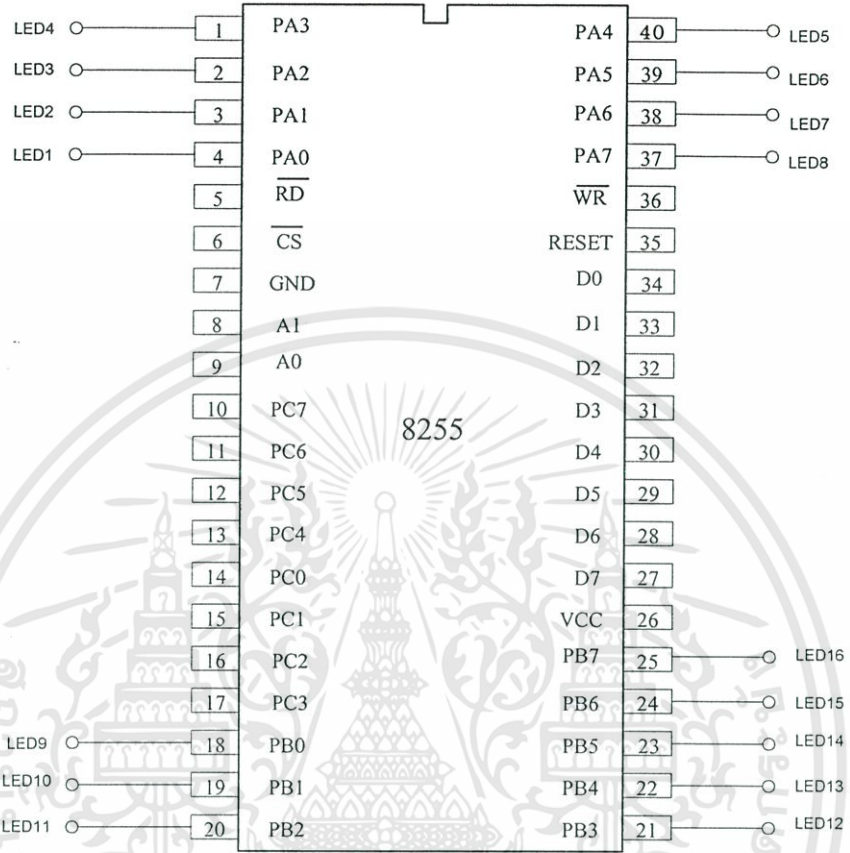 LED4 1 PA3 PA4 40 LED5
LED3 2 PA2 PA5 39 LED6
LED2 3 PA1 PA6 38 LED7
LED1 4 PA0 PA7 37 LED8
5 RD WR 36
6 CS RESET 35
7 GND D0 34
8 A1 D1 33
9 A0 D2 32
10 PC7 D3 31
8255
11 PC6 D4 30
12 PC5 D5 29
13 PC4 D6 28
14 PC0 D7 27
15 PC1 VCC 26
16 PC2 PB7 25 LED16
17 PC3 PB6 24 LED15
LED9 18 PB0 PB5 23 LED14
LED10 19 PB1 PB4 22 LED13
LED11 20 PB2 PB3 21 LED12